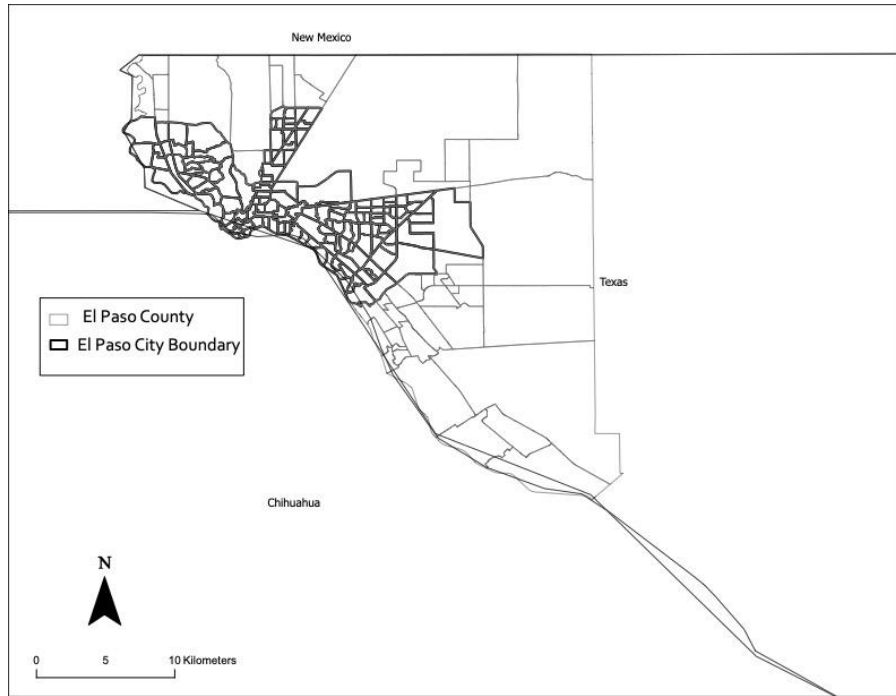 New Mexico
Texas
El Paso County
El Paso City Boundary
Chihuahua
N
0 5 10 Kilometers